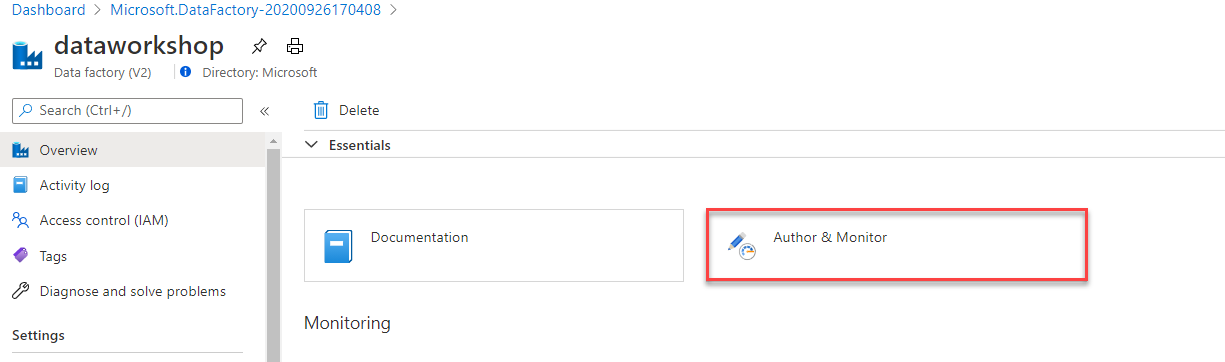 Dashboard > Microsoft.DataFactory-20200926170408 >
dataworkshop
Data factory (V2) Directory: Microsoft
Search (Ctrl+/) «
Delete
Essentials
Overview
Activity log
Access control (IAM)
Tags
Diagnose and solve problems
Settings
Documentation
Author & Monitor
Monitoring